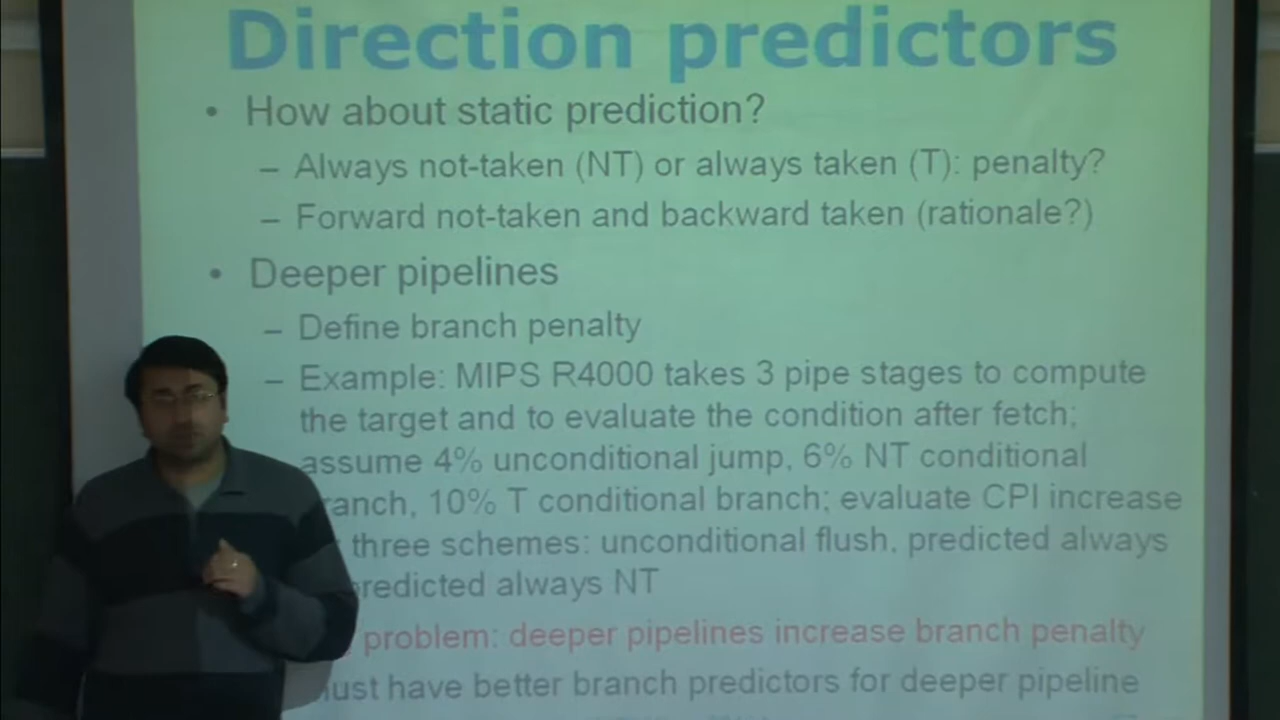 Direction predictors
• How about static prediction?
– Always not-taken (NT) or always taken (T): penalty?
– Forward not-taken and backward taken (rationale?)
• Deeper pipelines
– Define branch penalty
– Example: MIPS R4000 takes 3 pipe stages to compute
the target and to evaluate the condition after fetch;
assume 4% unconditional jump, 6% NT conditional
ranch, 10% T conditional branch; evaluate CPI increase
three schemes: unconditional flush, predicted always
redicted always NT
problem: deeper pipelines increase branch penalty
ust have better branch predictors for deeper pipeline